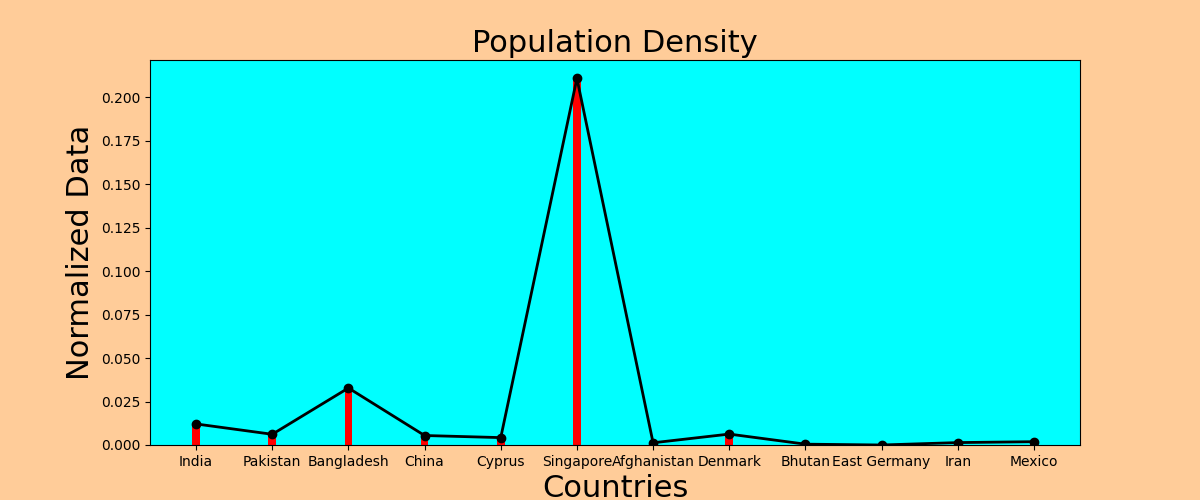 Population Density
Normalized Data
0.200
0.175
0.150
0.125
0.100
0.075
0.050
0.025
0.000
India Pakistan Bangladesh China Cyprus Singapore Afghanistan Denmark Bhutan East Germany Iran Mexico
Countries